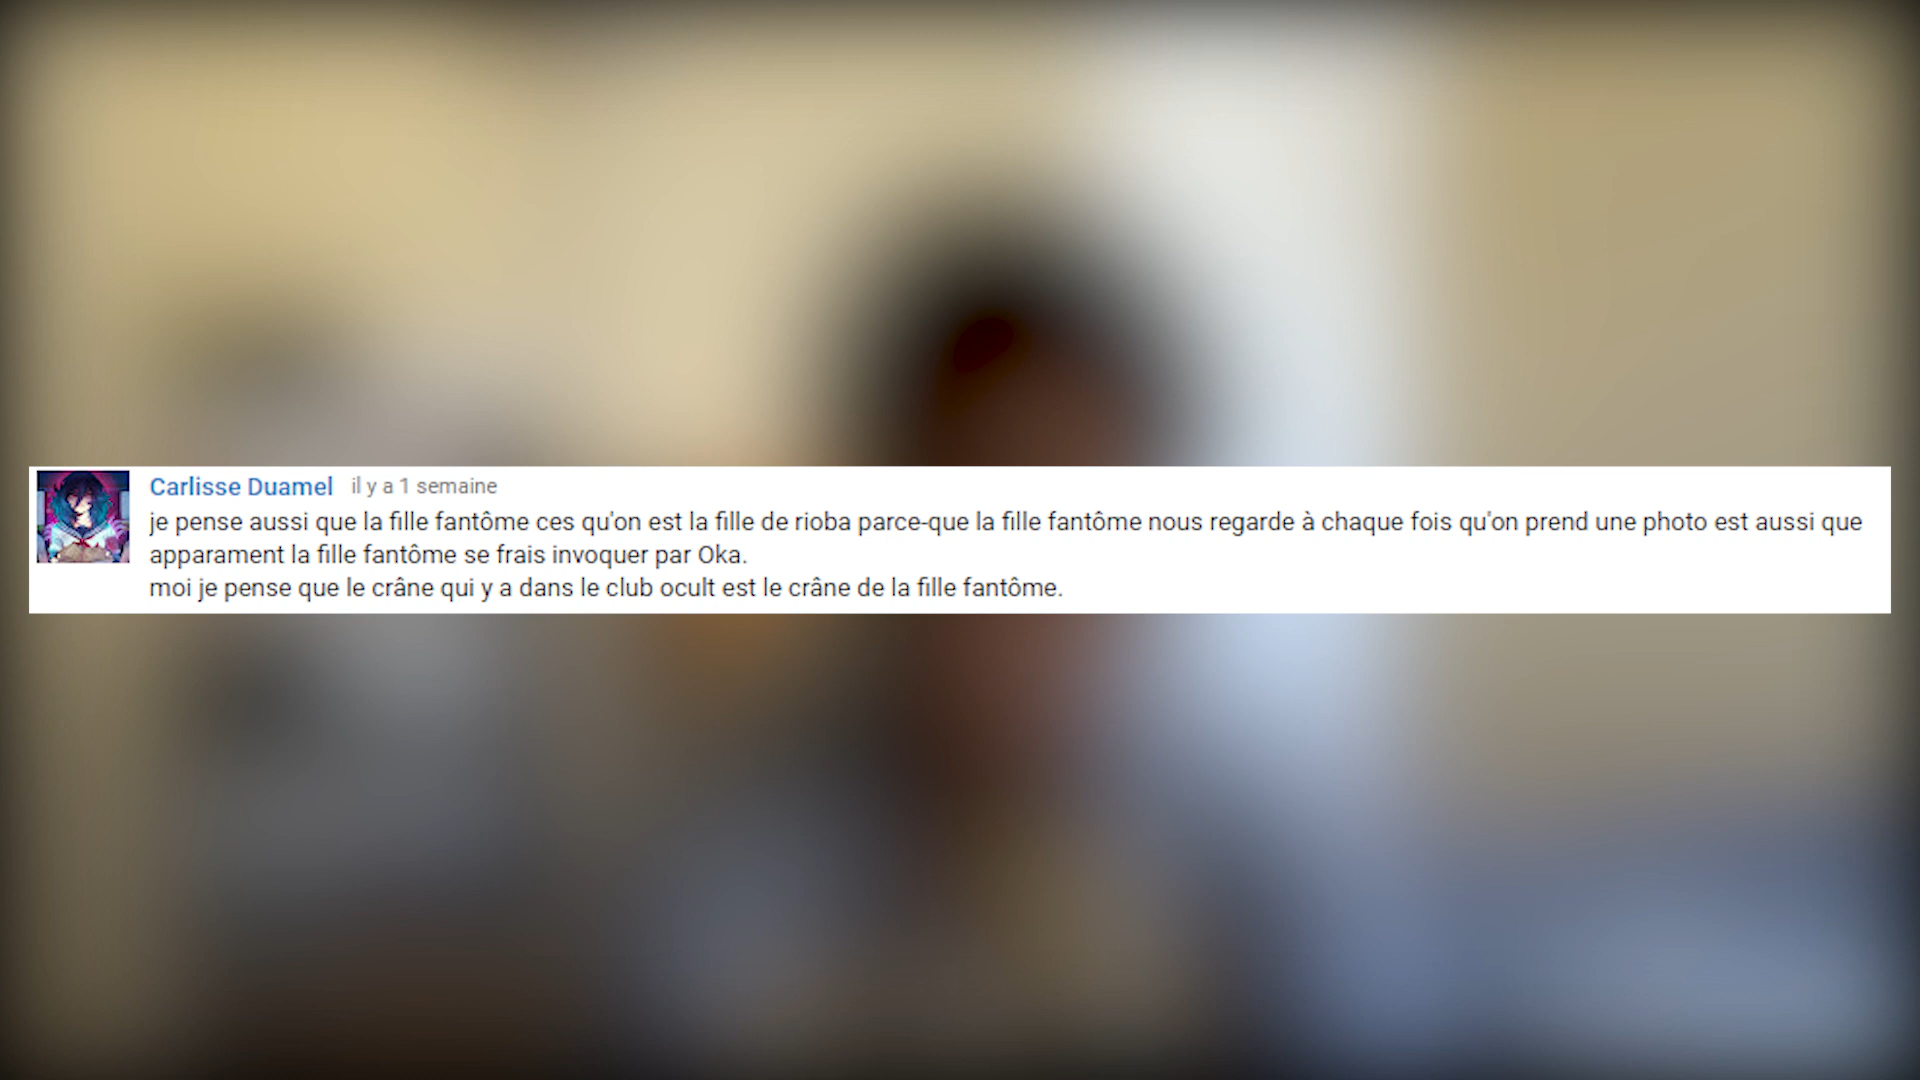 Carlisse Duamel il y a 1 semaine
je pense aussi que la fille fantôme ces qu'on est la fille de rioba parce-que la fille fantôme nous regarde à chaque fois qu'on prend une photo est aussi que
apparament la fille fantôme se frais invoquer par Oka.
moi je pense que le crâne qui y a dans le club ocult est le crâne de la fille fantôme.